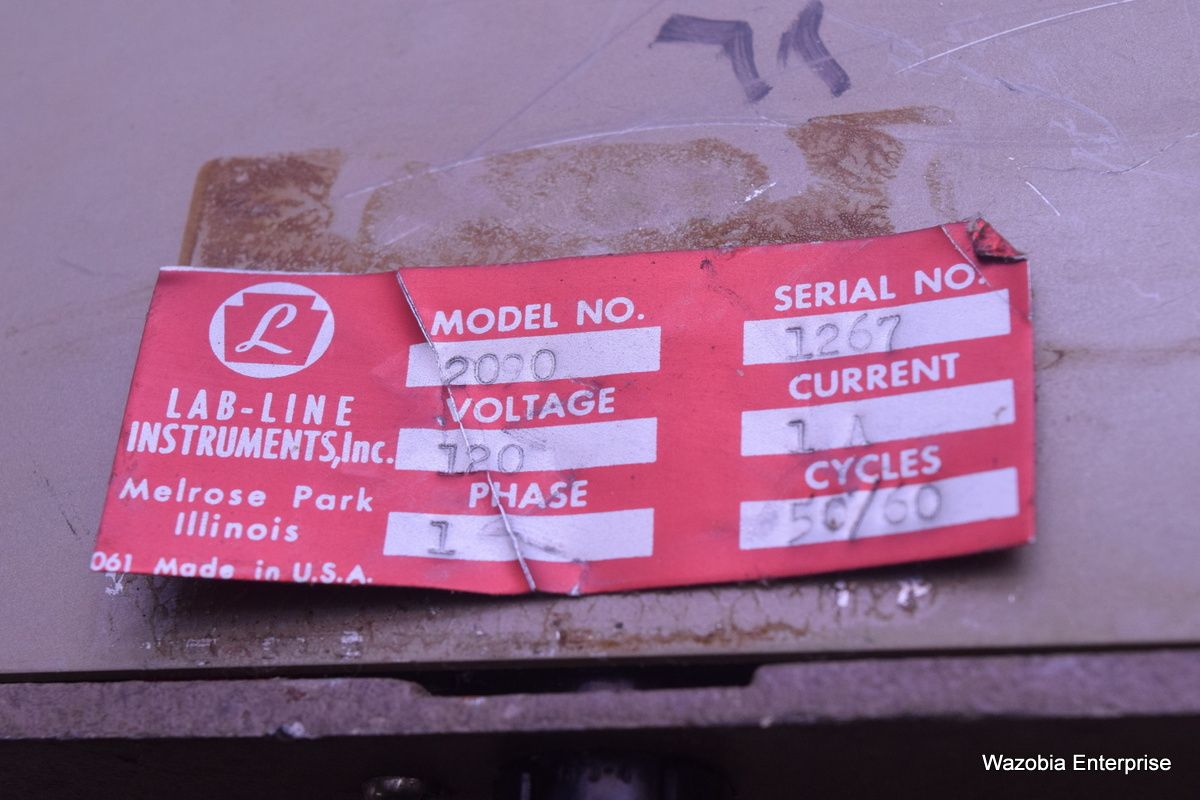 L
LAB-LINE
INSTRUMENTS,Inc.
Melrose Park
Illinois
061 Made in U.S.A.
MODEL NO.
2090
VOLTAGE
120
PHASE
1
SERIAL NO.
1267
CURRENT
1 A
CYCLES
50/60
Wazobia Enterprise